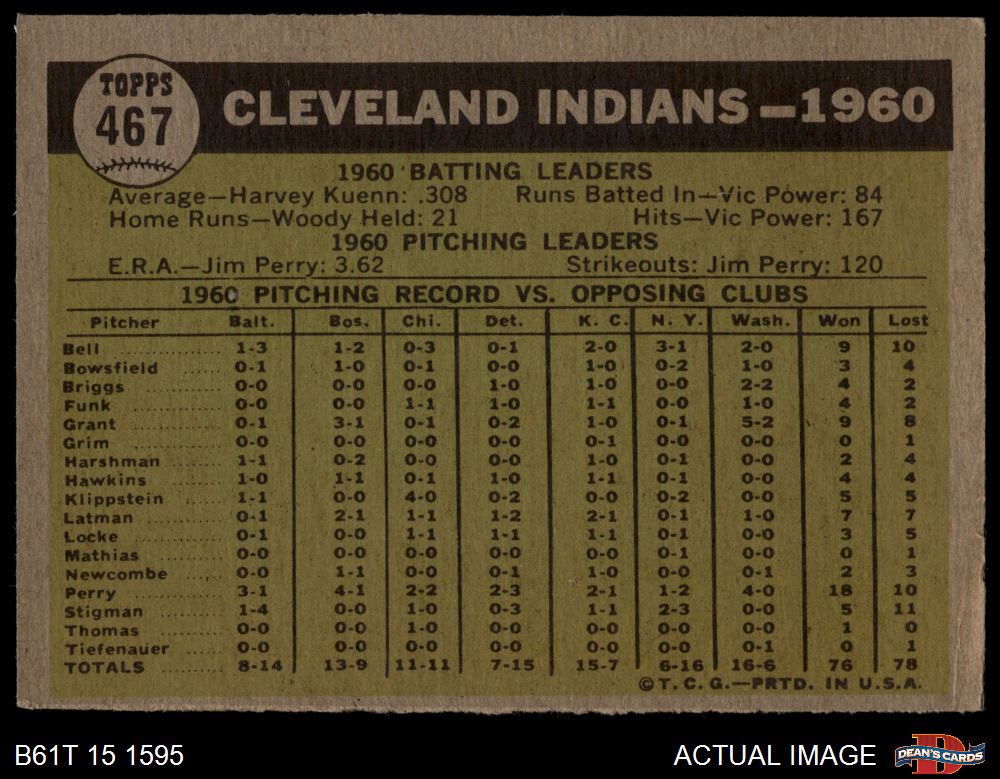 TOPPS
467
CLEVELAND INDIANS—1960
1960 BATTING LEADERS
Average—Harvey Kuenn: .308 Runs Batted In—Vic Power: 84
Home Runs—Woody Held: 21 Hits—Vic Power: 167
1960 PITCHING LEADERS
E.R.A.—Jim Perry: 3.62 Strikeouts: Jim Perry: 120
1960 PITCHING RECORD VS. OPPOSING CLUBS
Pitcher Balt. Bos. Chi. Det. K. C. N. Y. Wash. Won Lost
Bell 1-3 1-2 0-3 0-1 2-0 3-1 2-0 9 10
Bowsfield 0-1 1-0 0-1 0-0 1-0 0-2 1-0 3 4
Briggs 0-0 0-0 0-0 1-0 1-0 0-0 2-2 4 2
Funk 0-0 0-0 1-1 1-0 1-1 0-0 1-0 4 2
Grant 0-1 3-1 0-1 0-2 1-0 0-1 5-2 9 8
Grim 0-0 0-0 0-0 0-0 0-1 0-0 0-0 0 1
Harshman 1-1 0-2 0-0 0-0 1-0 0-1 0-0 2 4
Hawkins 1-0 1-1 0-1 1-0 1-1 0-1 0-0 4 4
Klippstein 1-1 0-0 4-0 0-2 0-0 0-2 0-0 5 5
Latman 0-1 2-1 1-1 1-2 2-1 0-1 1-0 7 7
Locke 0-1 0-0 1-1 1-1 1-1 0-1 0-0 3 5
Mathias 0-0 0-0 0-0 0-0 0-0 0-1 0-0 0 1
Newcombe 0-0 1-1 0-0 0-1 1-0 0-0 0-1 2 3
Perry 3-1 4-1 2-2 2-3 2-1 1-2 4-0 18 10
Stigman 1-4 0-0 1-0 0-3 1-1 2-3 0-0 5 11
Thomas 0-0 0-0 1-0 0-0 0-0 0-0 0-0 1 0
Tiefenauer 0-0 0-0 0-0 0-0 0-0 0-0 0-1 0 1
TOTALS 8-14 13-9 11-11 7-15 15-7 6-16 16-6 76 78
©T.C.G.—PRTD. IN U.S.A.
B61T 15 1595 ACTUAL IMAGE DEAN'S CARDS